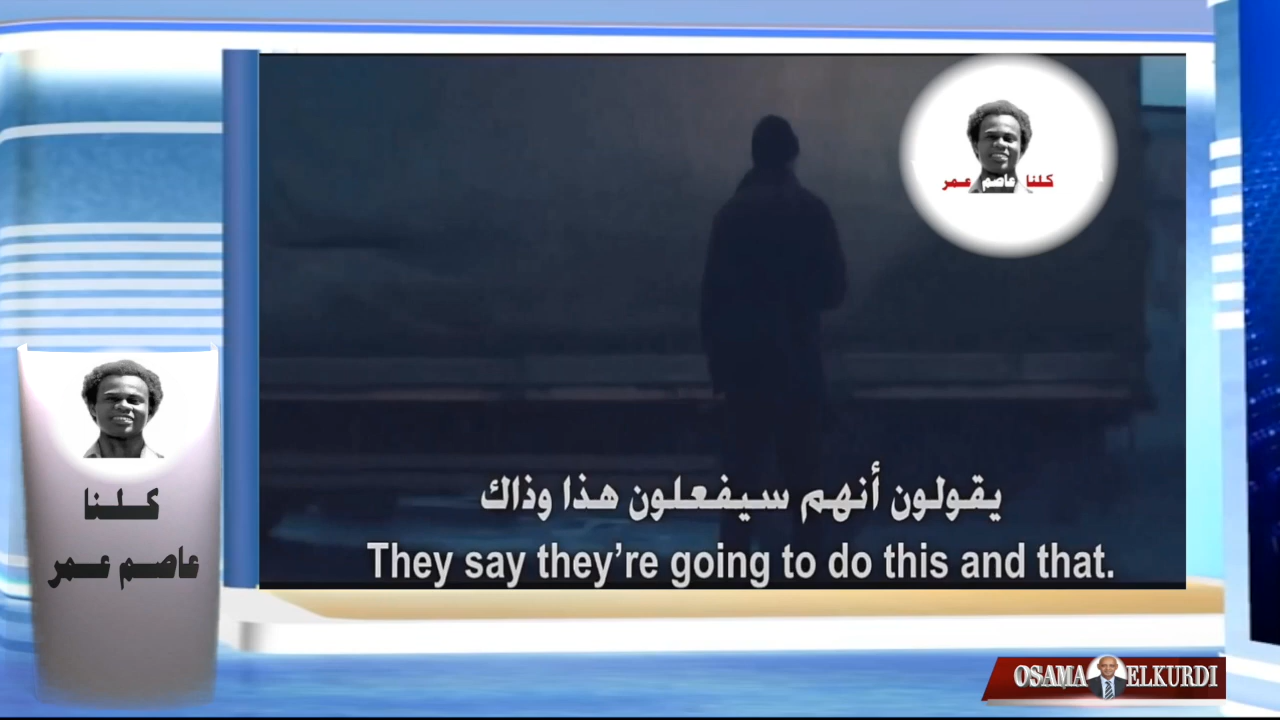 كلنا عاصم عمر
يقولون أنهم سيفعلون هذا وذاك
They say they're going to do this and that.
كلنا
عاصم عمر
OSAMA ELKURDI